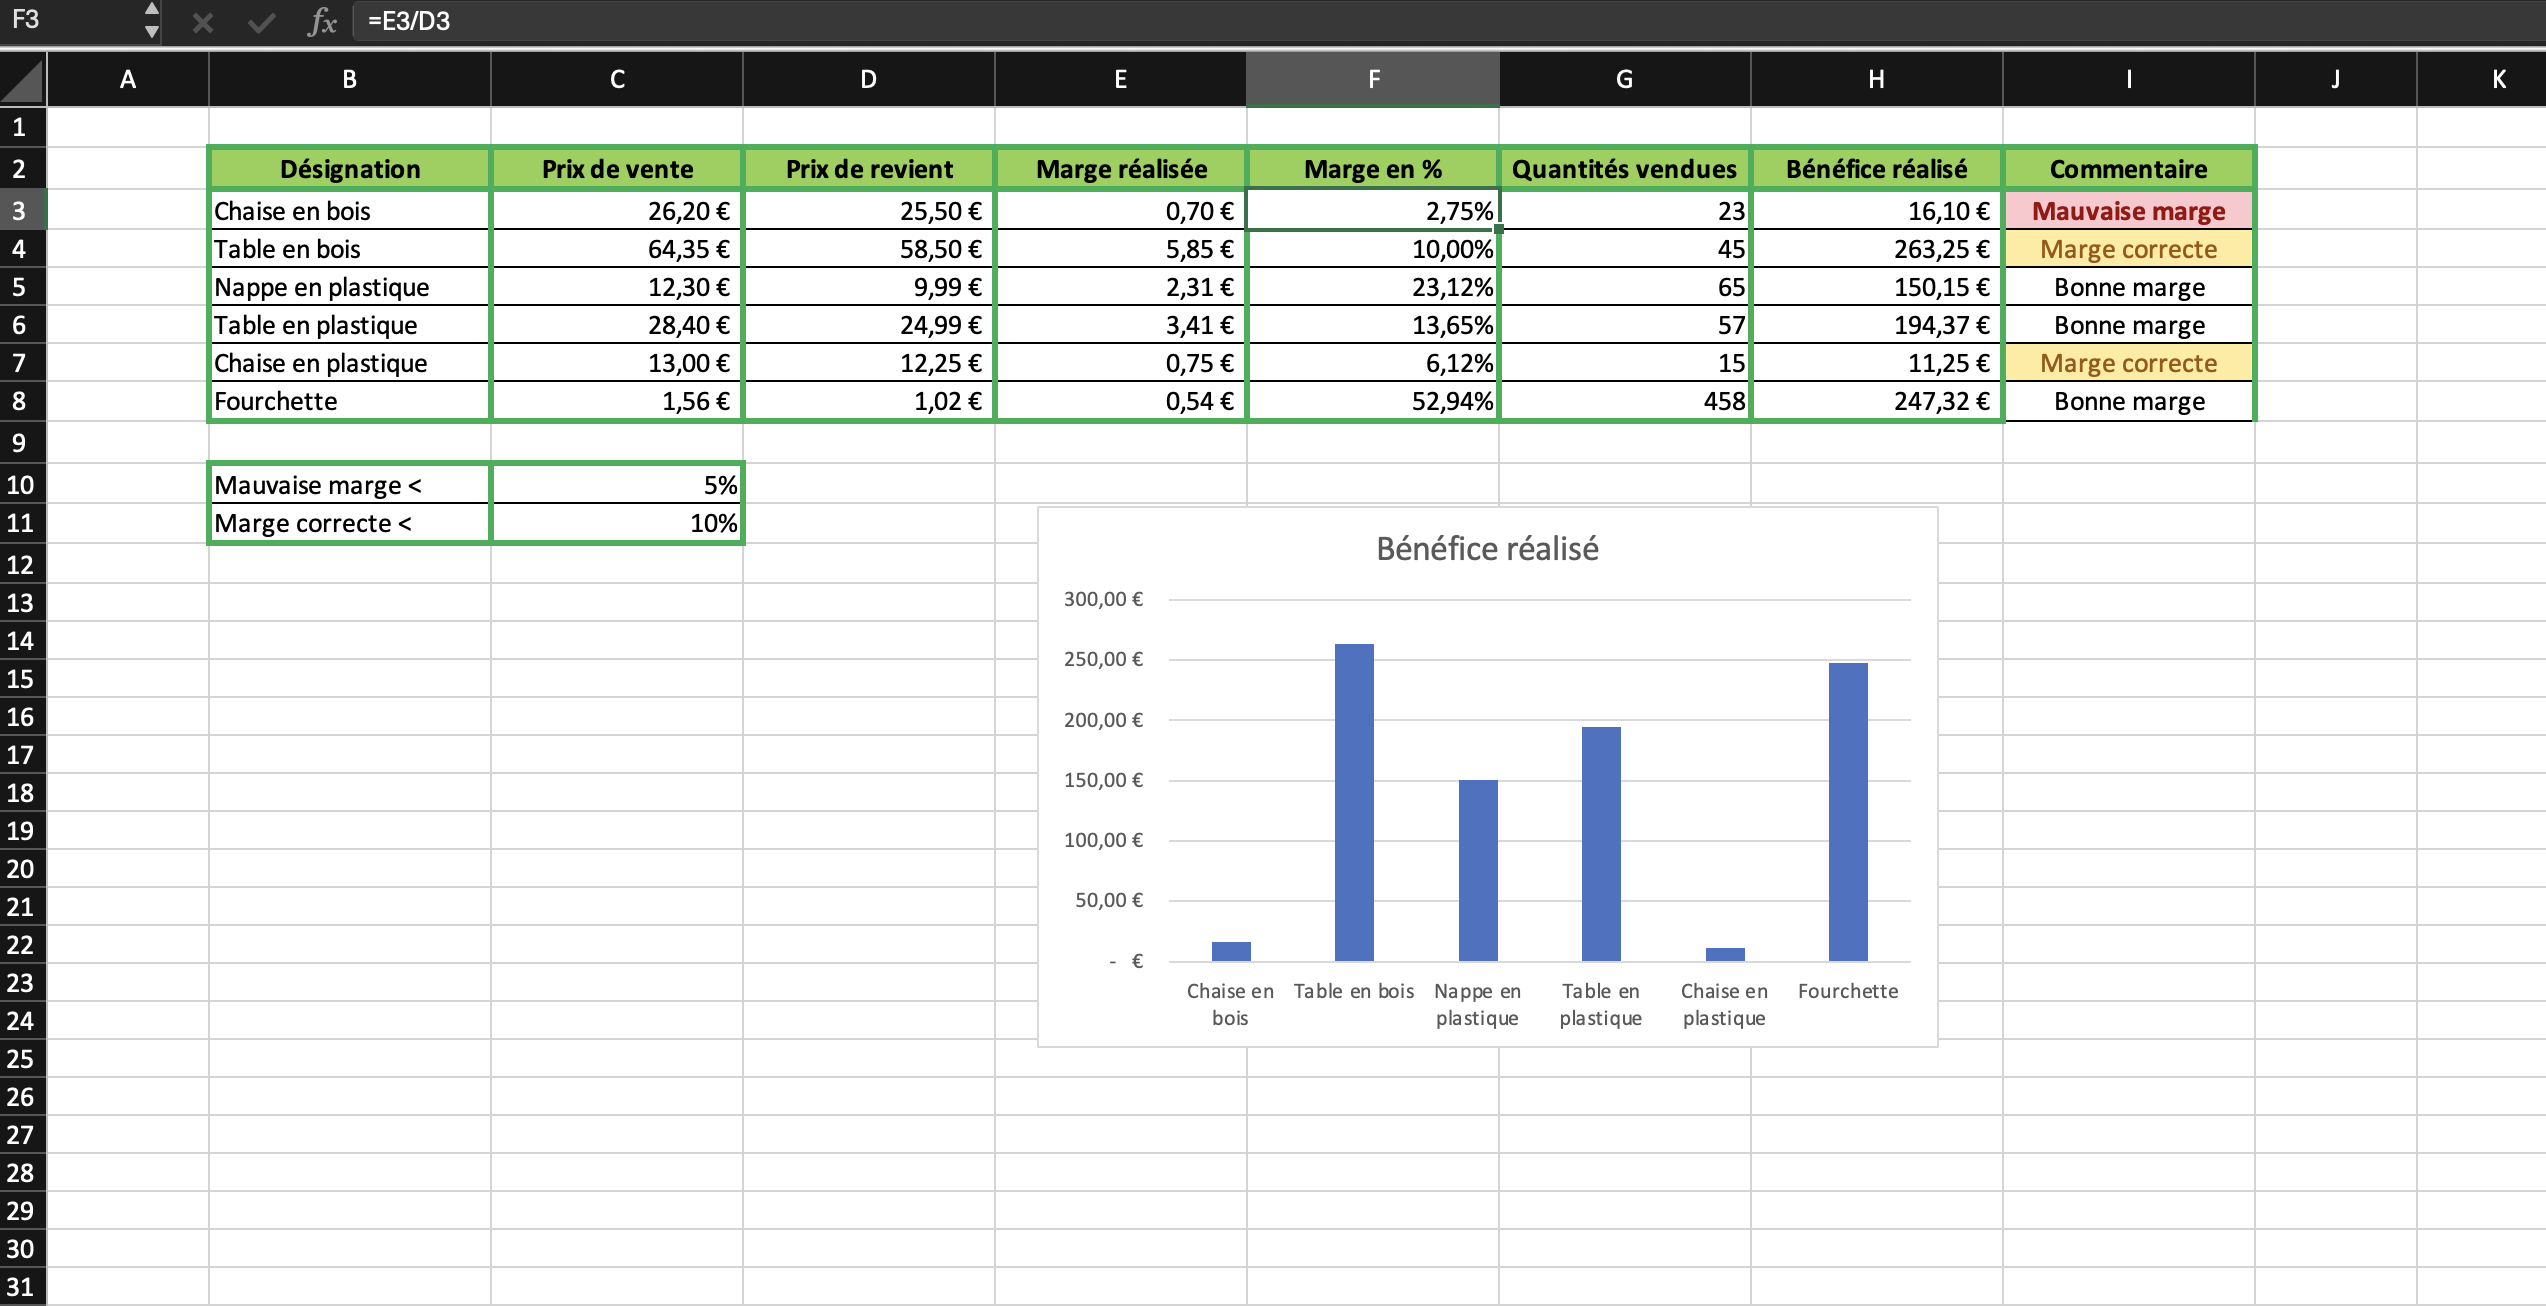 F3 fx =E3/D3
A B C D E F G H I J K
1
2 Désignation Prix de vente Prix de revient Marge réalisée Marge en % Quantités vendues Bénéfice réalisé Commentaire
3 Chaise en bois 26,20 € 25,50 € 0,70 € 2,75% 23 16,10 € Mauvaise marge
4 Table en bois 64,35 € 58,50 € 5,85 € 10,00% 45 263,25 € Marge correcte
5 Nappe en plastique 12,30 € 9,99 € 2,31 € 23,12% 65 150,15 € Bonne marge
6 Table en plastique 28,40 € 24,99 € 3,41 € 13,65% 57 194,37 € Bonne marge
7 Chaise en plastique 13,00 € 12,25 € 0,75 € 6,12% 15 11,25 € Marge correcte
8 Fourchette 1,56 € 1,02 € 0,54 € 52,94% 458 247,32 € Bonne marge
9
10 Mauvaise marge < 5%
11 Marge correcte < 10%
12
13
14
15
16
17
18
19
20
21
22
23
24
25
26
27
28
29
30
31
Bénéfice réalisé
300,00 €
250,00 €
200,00 €
150,00 €
100,00 €
50,00 €
- €
Chaise en bois
Table en bois
Nappe en plastique
Table en plastique
Chaise en plastique
Fourchette